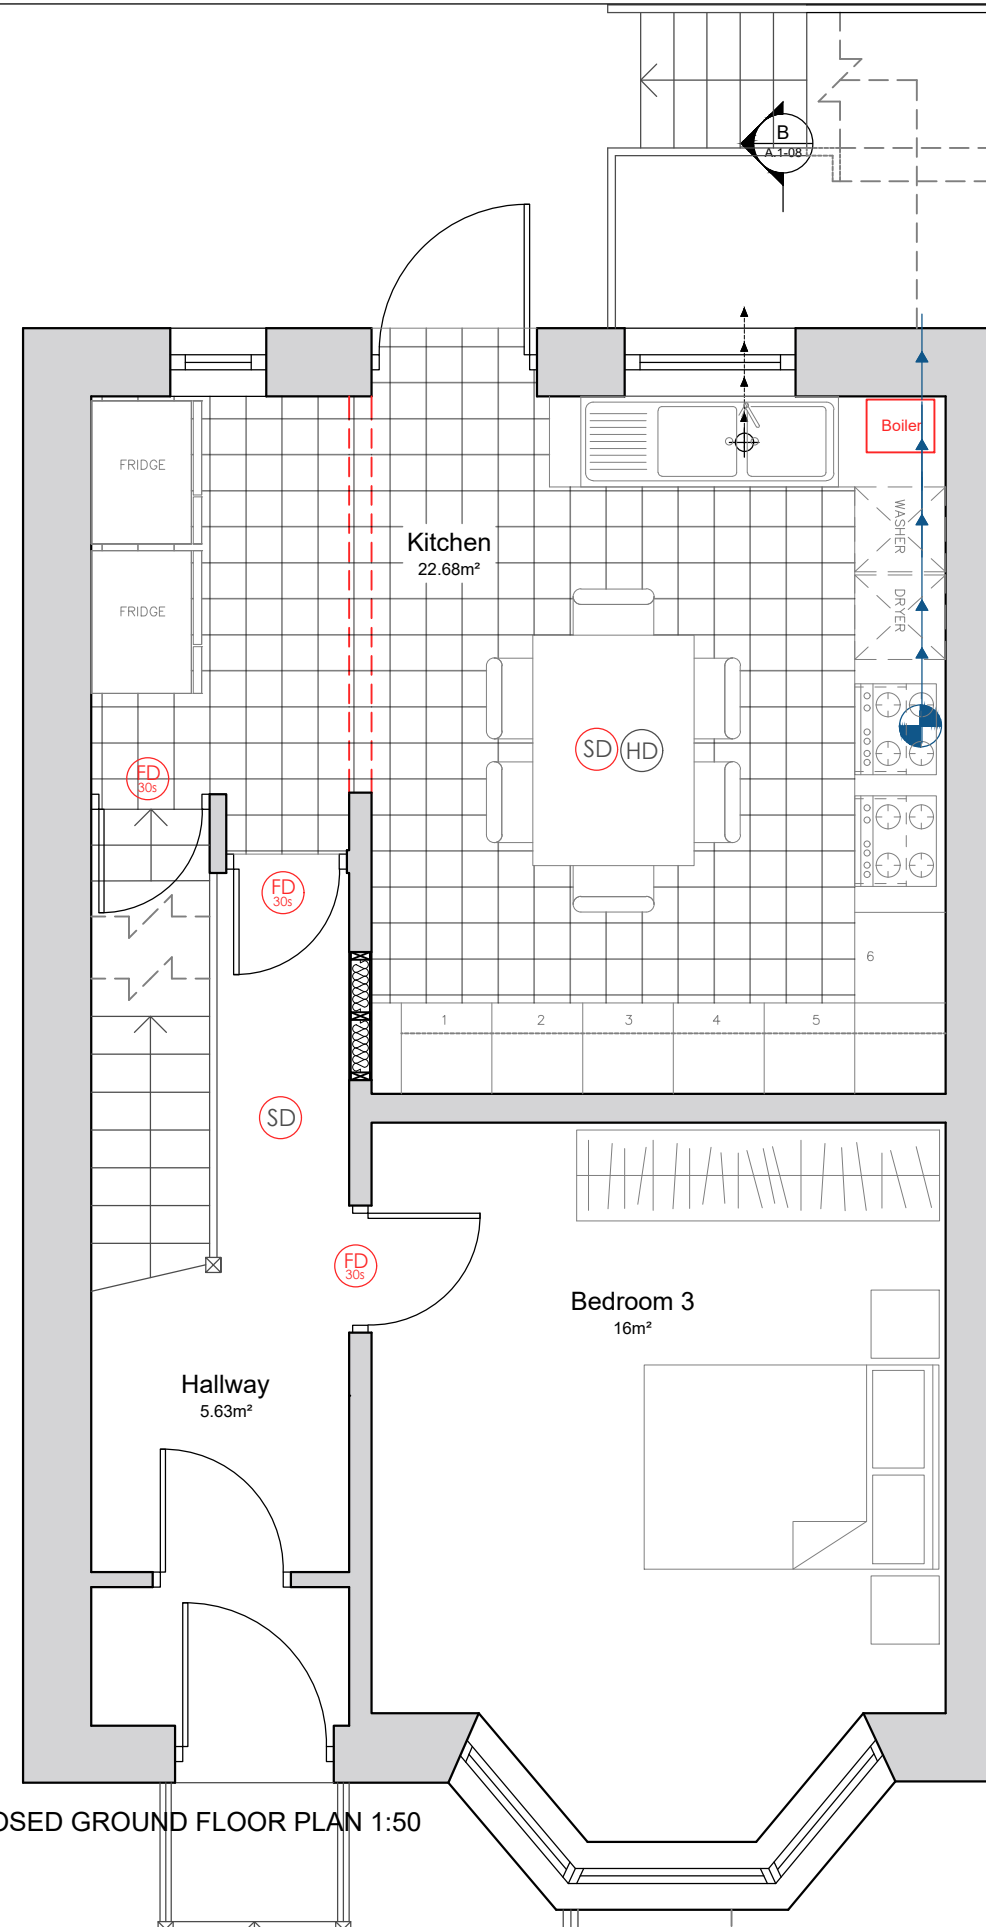 B
A.1-08
Boiler
FRIDGE
WASHER
Kitchen
22.68m²
FRIDGE
DRYER
SD
HD
FD
30s
FD
30s
6
1
2
3
4
5
SD
FD
30s
Bedroom 3
16m²
Hallway
5.63m²
OSED GROUND FLOOR PLAN 1:50